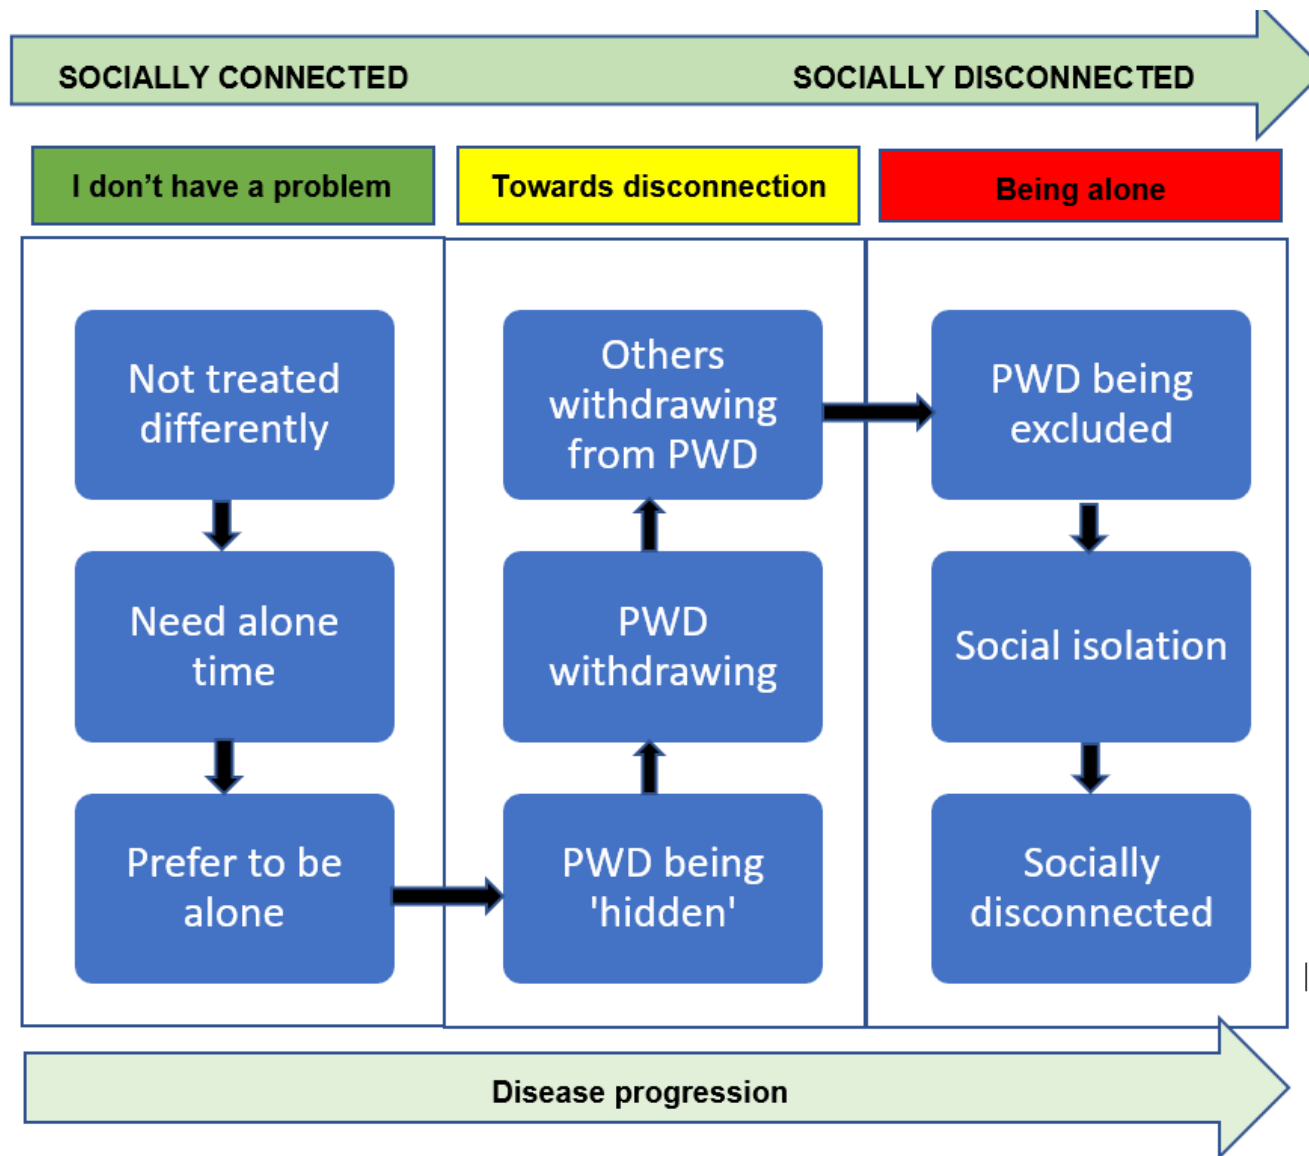 SOCIALLY CONNECTED
SOCIALLY DISCONNECTED
I don’t have a problem
Towards disconnection
Being alone
Not treated
differently
Need alone
time
Prefer to be
alone
Others
withdrawing
from PWD
PWD
withdrawing
PWD being
'hidden'
PWD being
excluded
Social isolation
Socially
disconnected
Disease progression